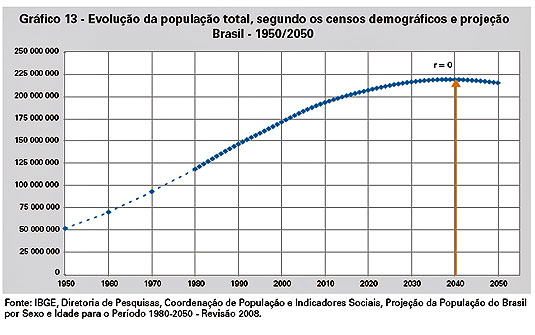 Gráfico 13 - Evolução da população total, segundo os censos demográficos e projeção
Brasil - 1950/2050
250 000 000
225 000 000
200 000 000
175 000 000
150 000 000
125 000 000
100 000 000
75 000 000
50 000 000
25 000 000
0
r = 0
1950 1960 1970 1980 1990 2000 2010 2020 2030 2040 2050
Fonte: IBGE, Diretoria de Pesquisas, Coordenação de População e Indicadores Sociais, Projeção da População do Brasil
por Sexo e Idade para o Período 1980-2050 - Revisão 2008.